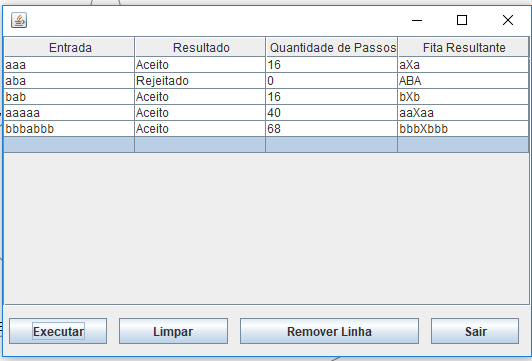 Entrada Resultado Quantidade de Passos Fita Resultante
aaa Aceito 16 aXa
aba Rejeitado 0 ABA
bab Aceito 16 bXb
aaaaa Aceito 40 aaXaa
bbbabbb Aceito 68 bbbXbbb
Executar Limpar Remover Linha Sair